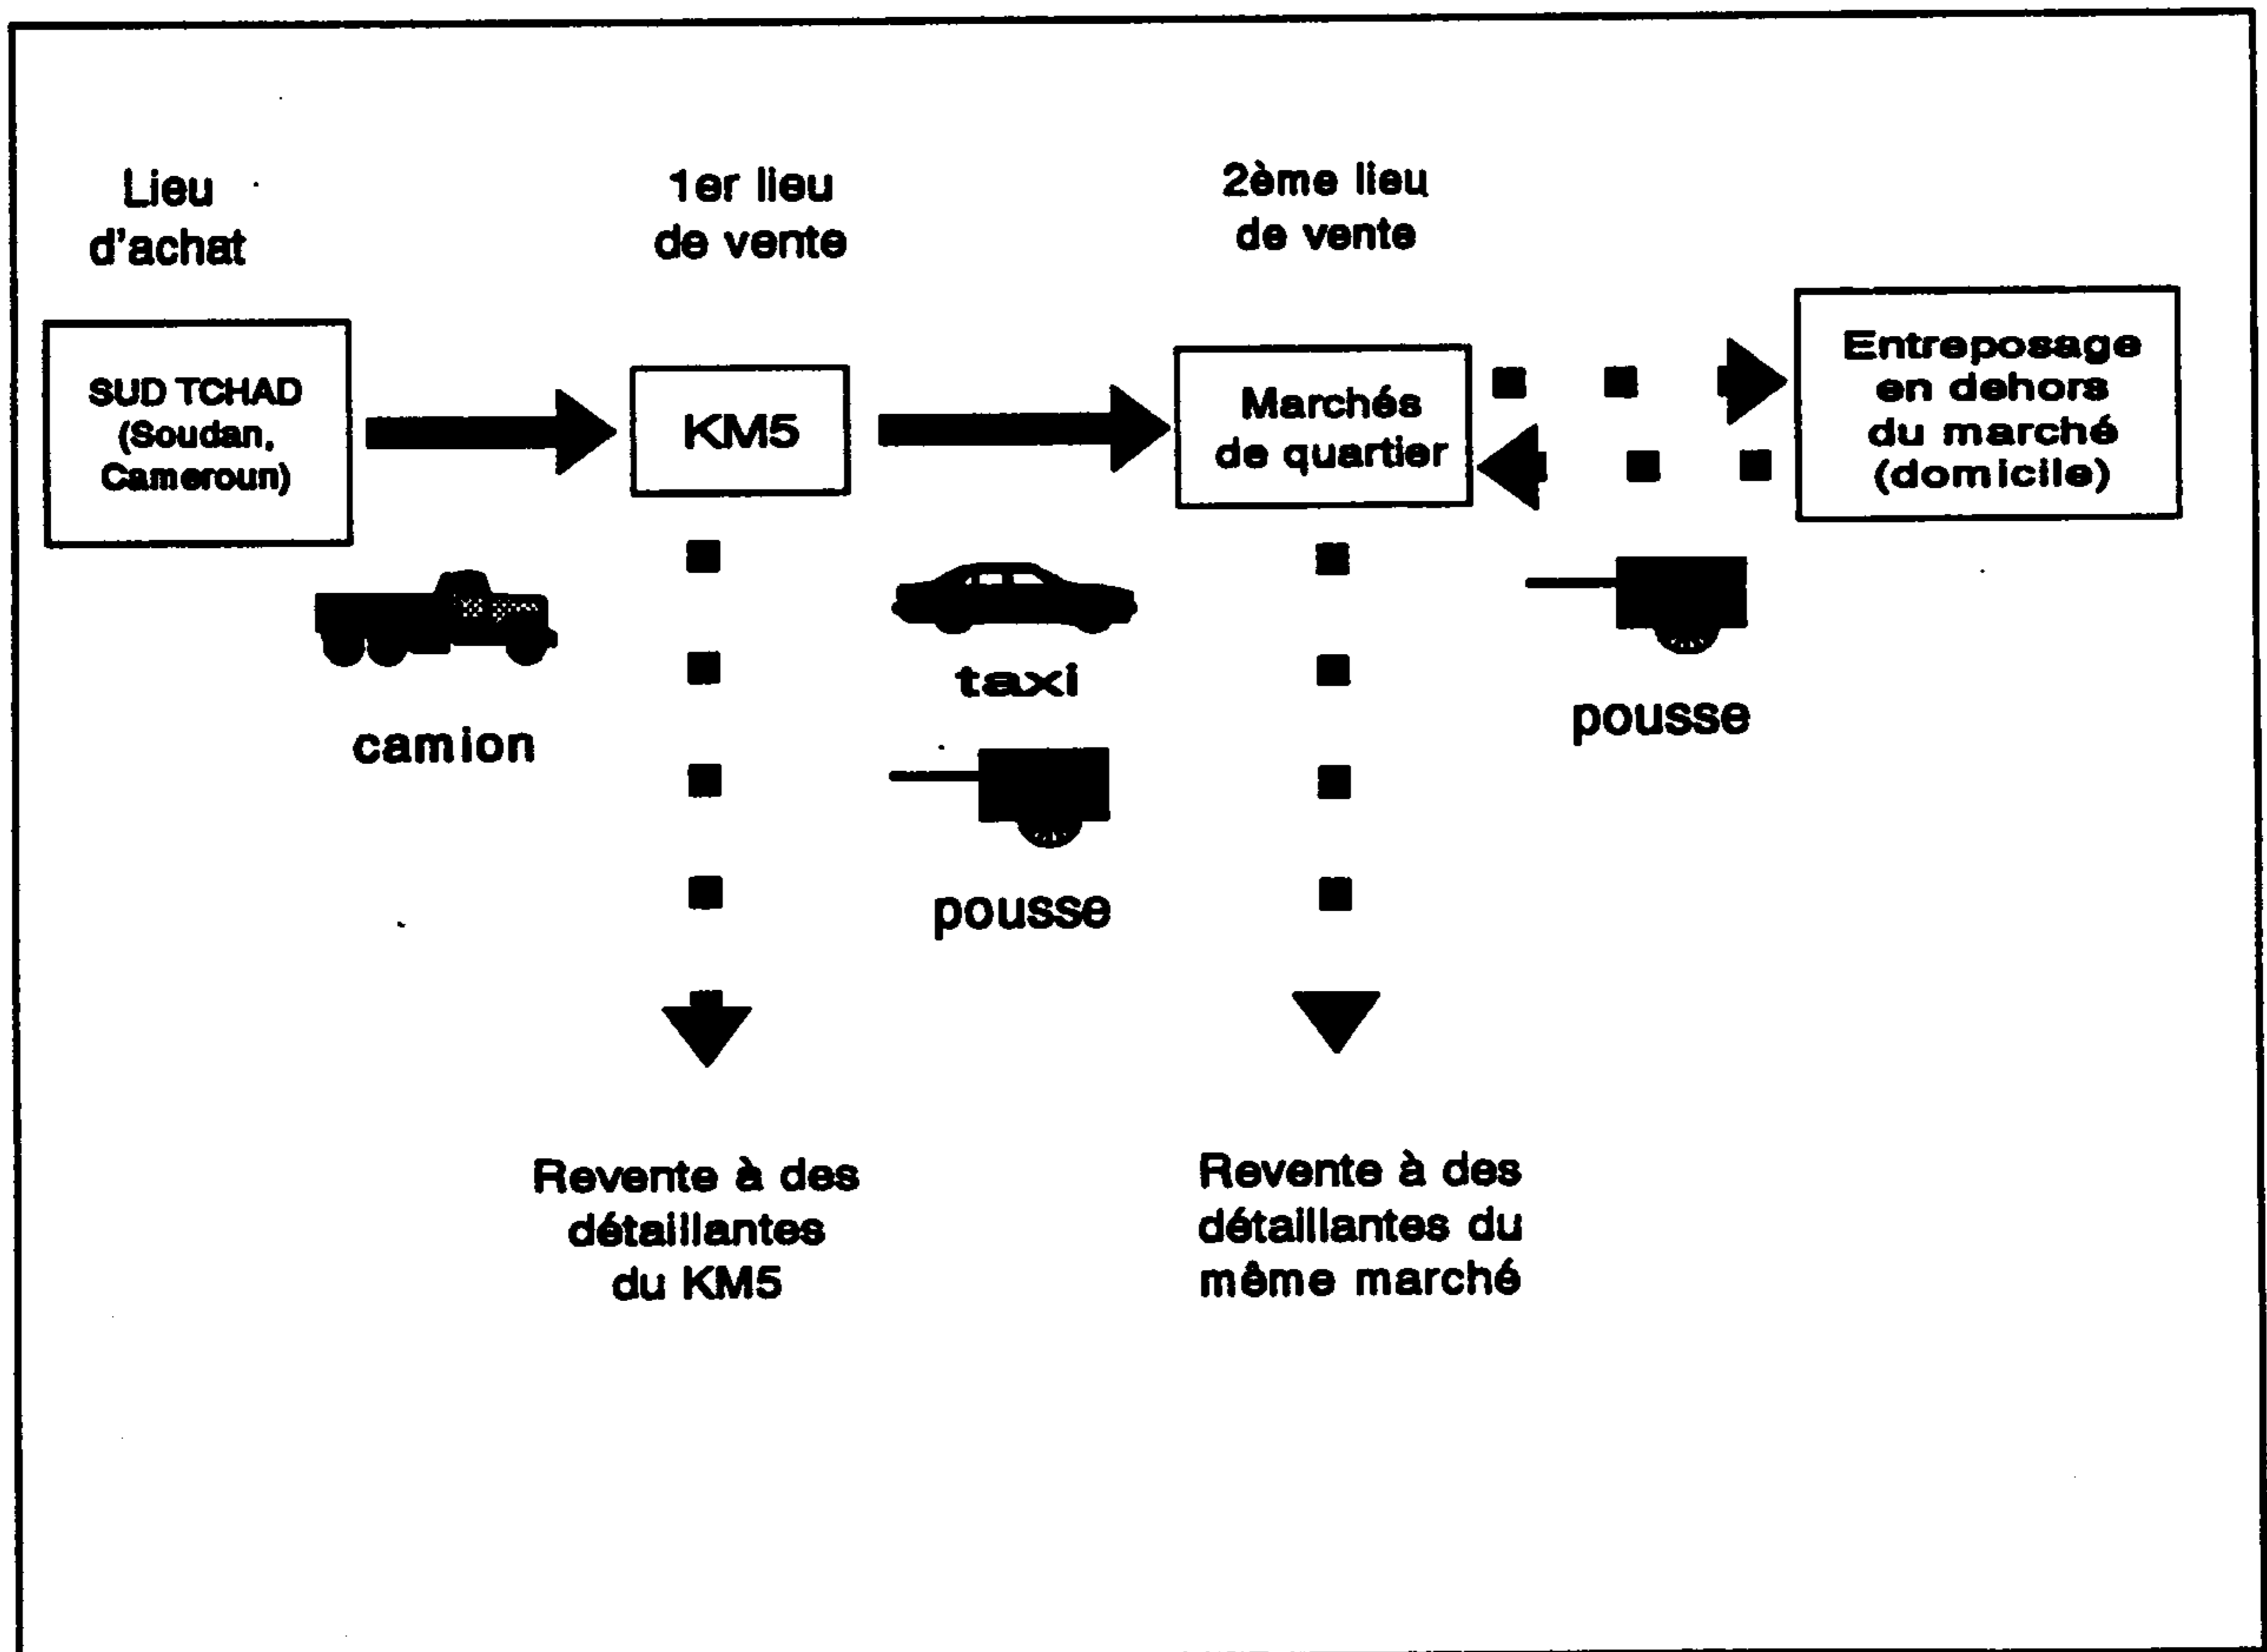 Lieu
d'achat
1er lieu
de vente
2ème lieu
de vente
SUD TCHAD
(Soudan,
Cameroun)
KM5
Marchés
de quartier
Entreposage
en dehors
du marché
(domicile)
camion
taxi
pousse
pousse
Revente à des
détaillantes
du KM5
Revente à des
détaillantes du
même marché